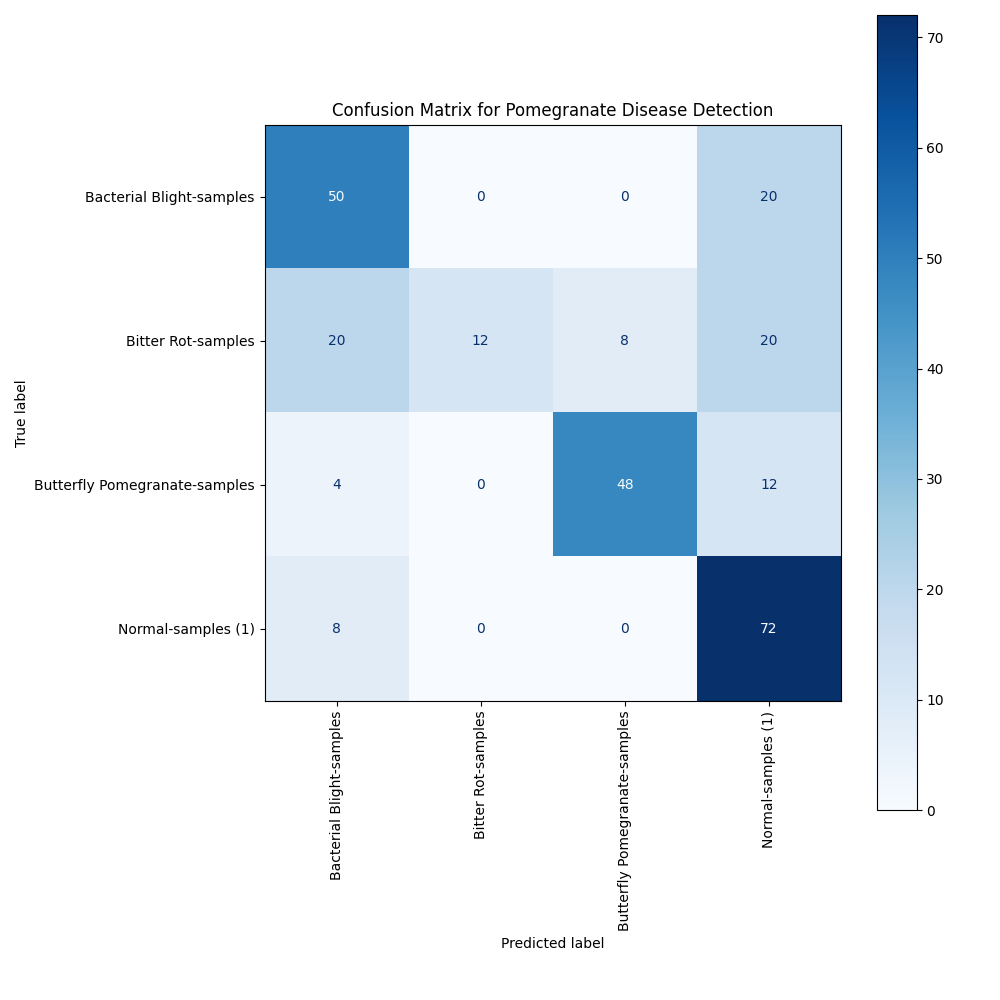 Confusion Matrix for Pomegranate Disease Detection
True label
Bacterial Blight-samples
50 0 0 20
Bitter Rot-samples
20 12 8 20
Butterfly Pomegranate-samples
4 0 48 12
Normal-samples (1)
8 0 0 72
Bacterial Blight-samples
Bitter Rot-samples
Butterfly Pomegranate-samples
Normal-samples (1)
Predicted label
70
60
50
40
30
20
10
0